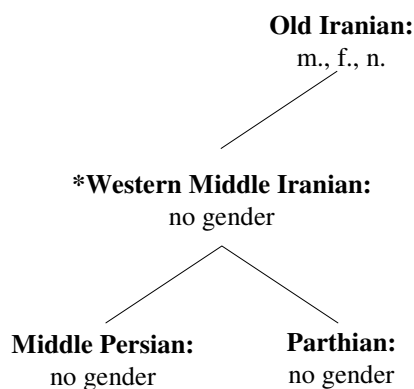 Old Iranian:
m., f., n.
*Western Middle Iranian:
no gender
Middle Persian:
no gender
Parthian:
no gender